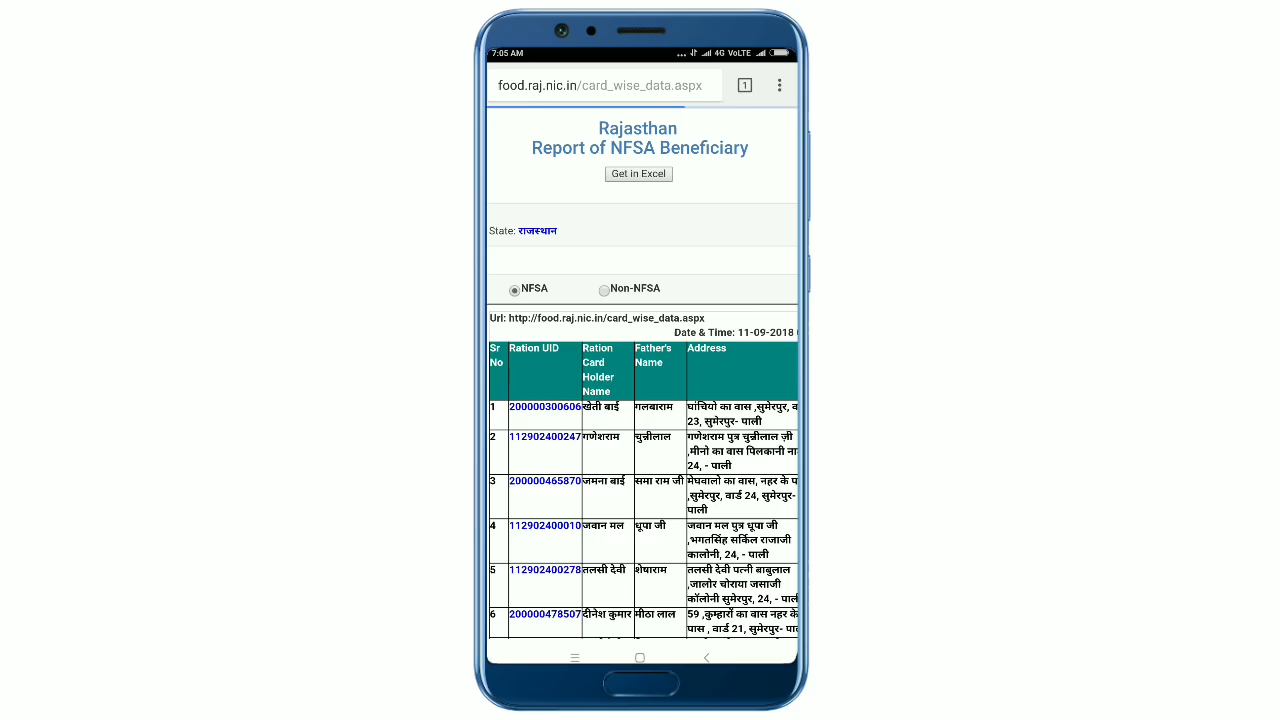 7:05 AM ... 4G VoLTE
food.raj.nic.in/card_wise_data.aspx 1
Rajasthan
Report of NFSA Beneficiary
Get in Excel
State: राजस्थान
NFSA Non-NFSA
Url: http://food.raj.nic.in/card_wise_data.aspx
Date & Time: 11-09-2018
Sr Ration UID Ration Father's Address
No Card Name
Holder
Name
1 200000300606 खेती बाई गलबाराम घांचियो का वास ,सुमेरपुर,
23, सुमेरपुर- पाली
2 112902400247 गणेशराम चुन्नीलाल गणेशराम पुत्र चुन्नीलाल ज़ी
,मीनो का वास पिलकानी
24, - पाली
3 200000465870 जमना बाई समा राम जी मेघवालो का वास, नहर के
,सुमेरपुर, वार्ड 24, सुमेरपुर-
पाली
4 112902400010 जवान मल धूपा जी जवान मल पुत्र धूपा जी
,भगतसिंह सर्किल राजाजी
कालोनी, 24, - पाली
5 112902400278 तलसी देवी शेषाराम तलसी देवी पत्नी बाबुलाल
,जालोर चोराया जसाजी
कॉलोनी सुमेरपुर, 24, -
6 200000478507 दीनेश कुमार मीठा लाल 59 ,कुम्हारों का वास नहर के
पास , वार्ड 21, सुमेरपुर-